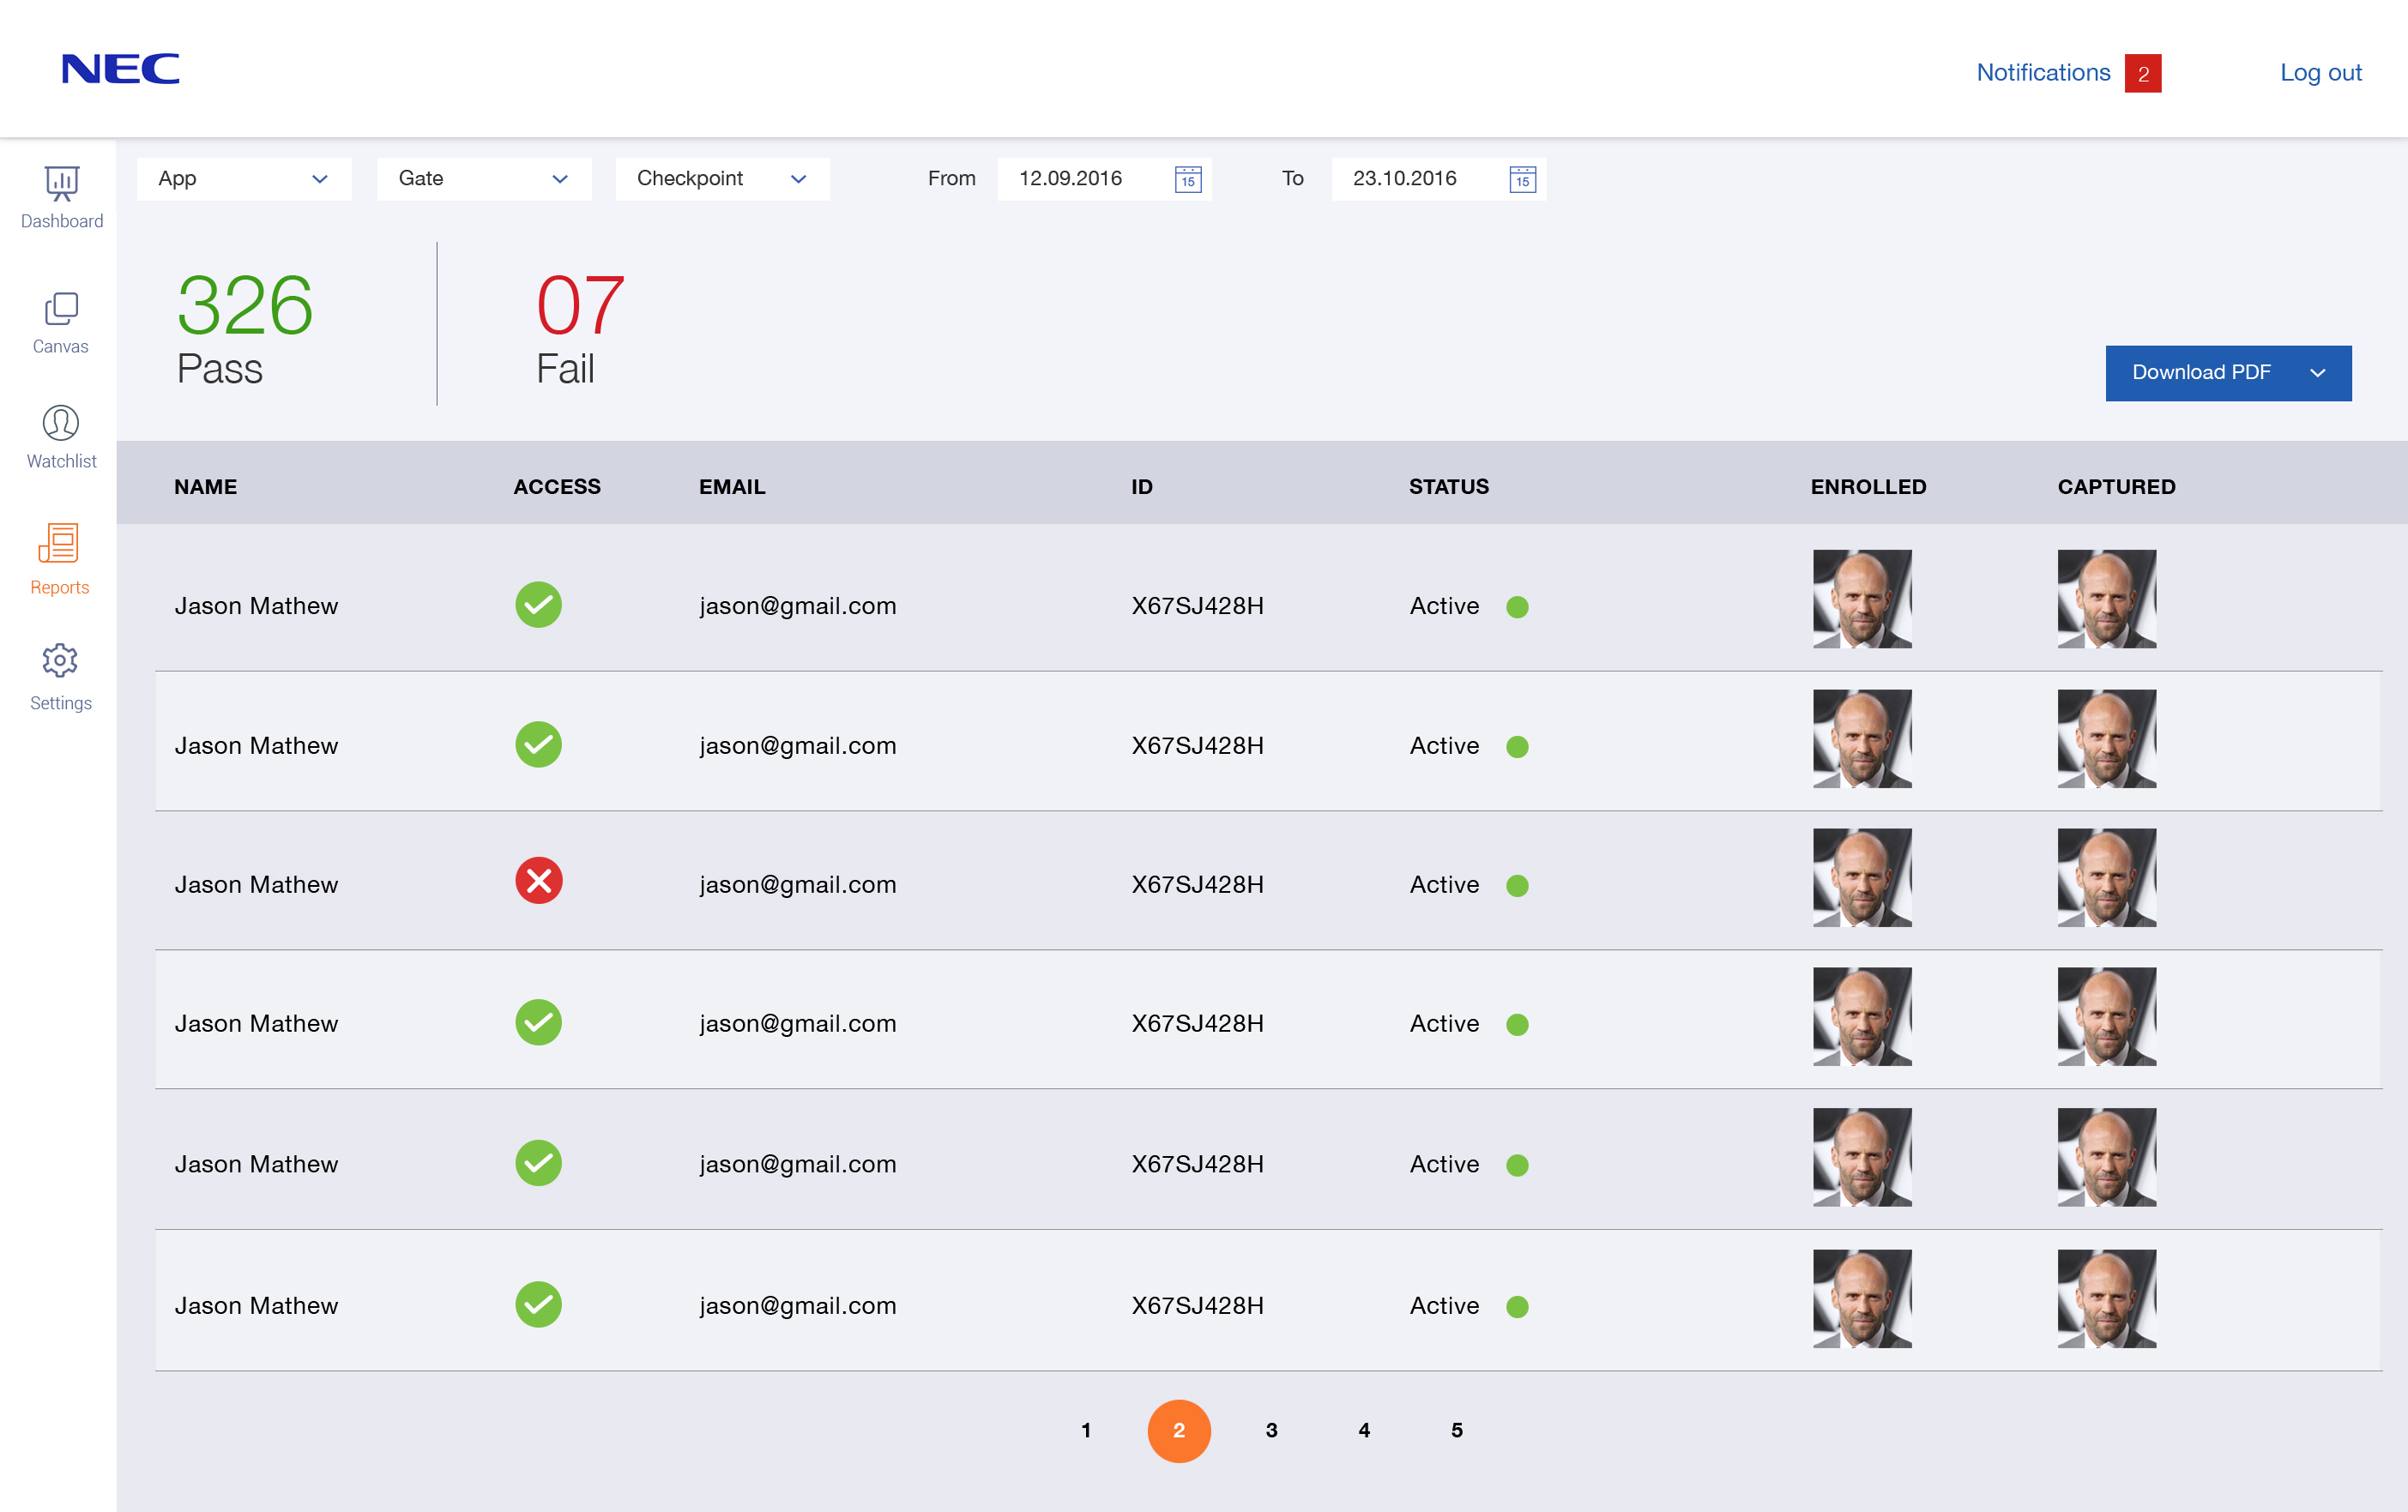 NEC
Notifications 2 Log out
App Gate Checkpoint From 12.09.2016 15 To 23.10.2016 15
Dashboard
Canvas
Watchlist
Reports
Settings
326 07
Pass Fail
Download PDF
NAME ACCESS EMAIL ID STATUS ENROLLED CAPTURED
Jason Mathew jason@gmail.com X67SJ428H Active
Jason Mathew jason@gmail.com X67SJ428H Active
Jason Mathew jason@gmail.com X67SJ428H Active
Jason Mathew jason@gmail.com X67SJ428H Active
Jason Mathew jason@gmail.com X67SJ428H Active
Jason Mathew jason@gmail.com X67SJ428H Active
1 2 3 4 5